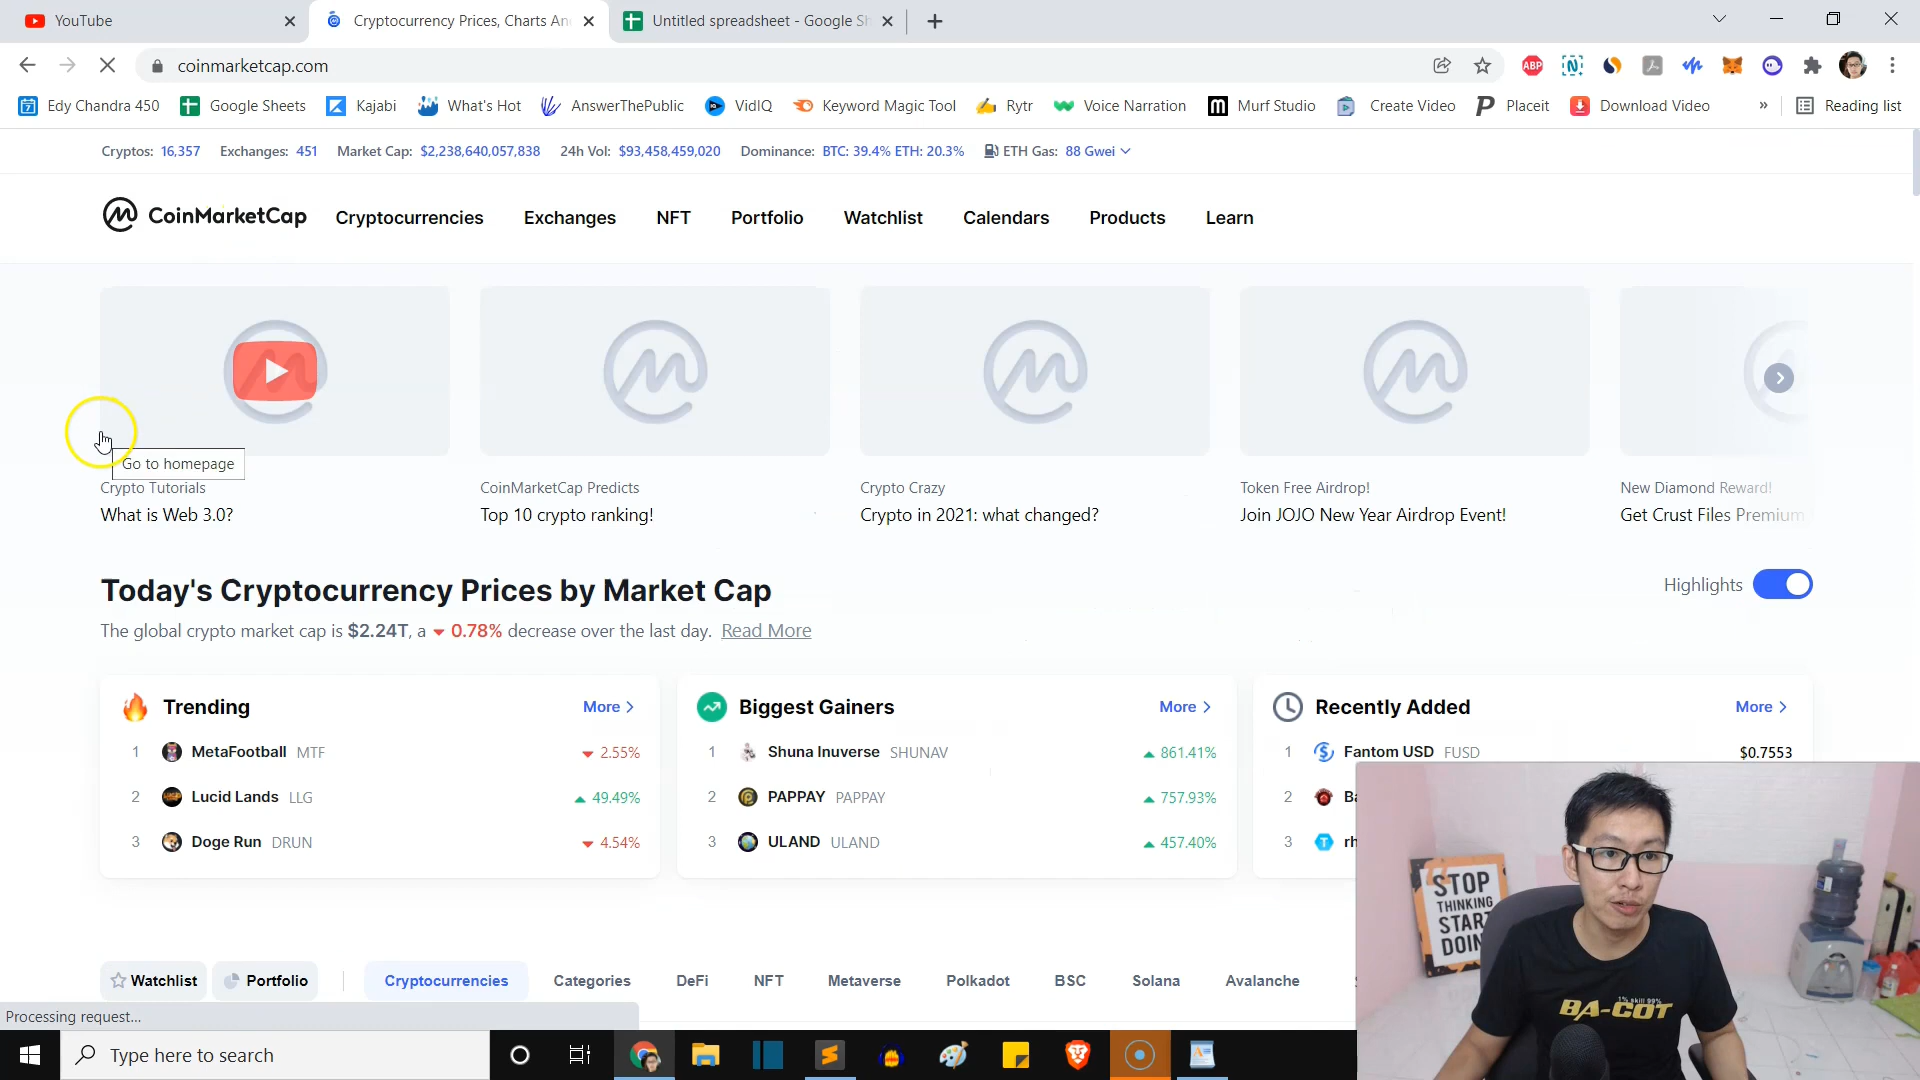 YouTube
Cryptocurrency Prices, Charts An
Untitled spreadsheet - Google Sh
coinmarketcap.com
ABP
Edy Chandra 450
Google Sheets
Kajabi
What's Hot
AnswerThePublic
VidIQ
Keyword Magic Tool
Rytr
Voice Narration
Murf Studio
Create Video
Placeit
Download Video
»
Reading list
Cryptos: 16,357
Exchanges: 451
Market Cap: $2,238,640,057,838
24h Vol: $93,458,459,020
Dominance: BTC: 39.4% ETH: 20.3%
ETH Gas: 88 Gwei
CoinMarketCap
Cryptocurrencies
Exchanges
NFT
Portfolio
Watchlist
Calendars
Products
Learn
Go to homepage
Crypto Tutorials
What is Web 3.0?
CoinMarketCap Predicts
Top 10 crypto ranking!
Crypto Crazy
Crypto in 2021: what changed?
Token Free Airdrop!
Join JOJO New Year Airdrop Event!
New Diamond Reward!
Get Crust Files Premium
Today's Cryptocurrency Prices by Market Cap
Highlights
The global crypto market cap is $2.24T, a 0.78% decrease over the last day. Read More
Trending
More >
1 MetaFootball MTF 2.55%
2 Lucid Lands LLG 49.49%
3 Doge Run DRUN 4.54%
Biggest Gainers
More >
1 Shuna Inuverse SHUNAV 861.41%
2 PAPPAY PAPPAY 757.93%
3 ULAND ULAND 457.40%
Recently Added
More >
1 Fantom USD FUSD $0.7553
2 Ba
3 rh
STOP
THINKING
START
DOIN
1% skill 99%
BA-COT
Watchlist
Portfolio
Cryptocurrencies
Categories
DeFi
NFT
Metaverse
Polkadot
BSC
Solana
Avalanche
Processing request...
Type here to search